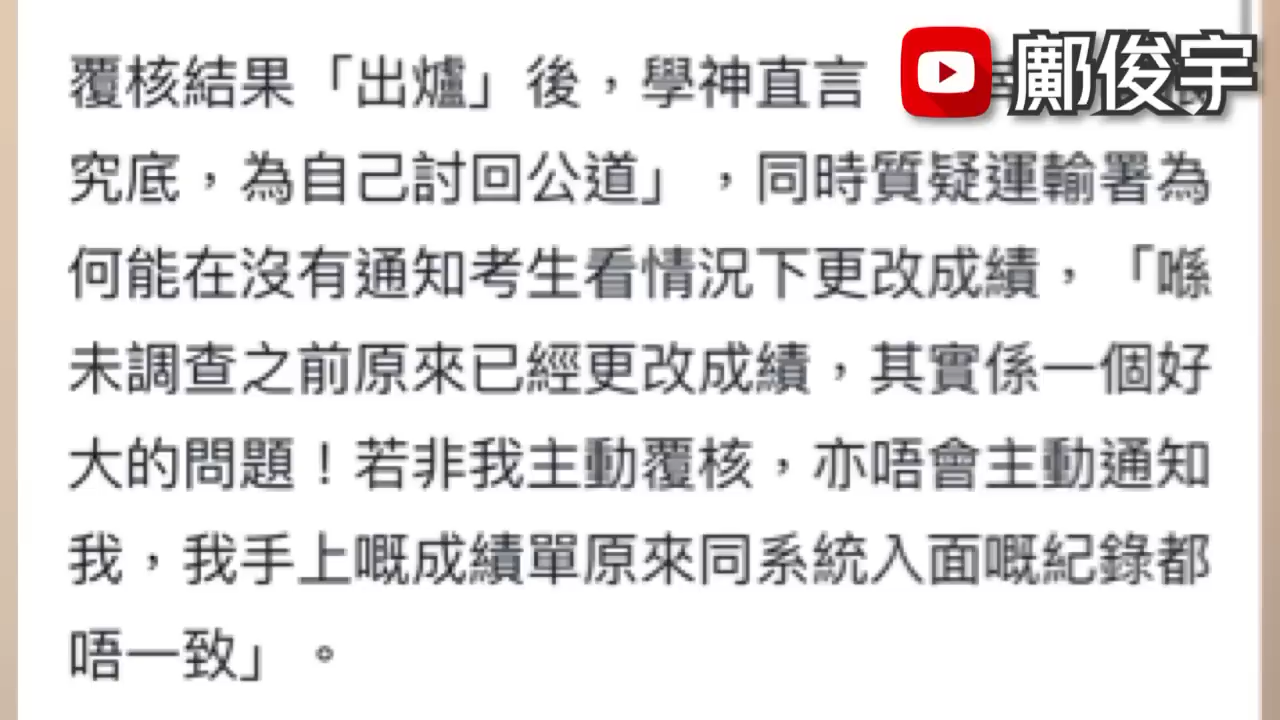 覆核結果「出爐」後，學神直言
鄺俊宇
究底，為自己討回公道」，同時質疑運輸署為
何能在沒有通知考生看情況下更改成績，「喺
未調查之前原來已經更改成績，其實係一個好
大的問題！若非我主動覆核，亦唔會主動通知
我，我手上嘅成績單原來同系統入面嘅紀錄都
唔一致」。